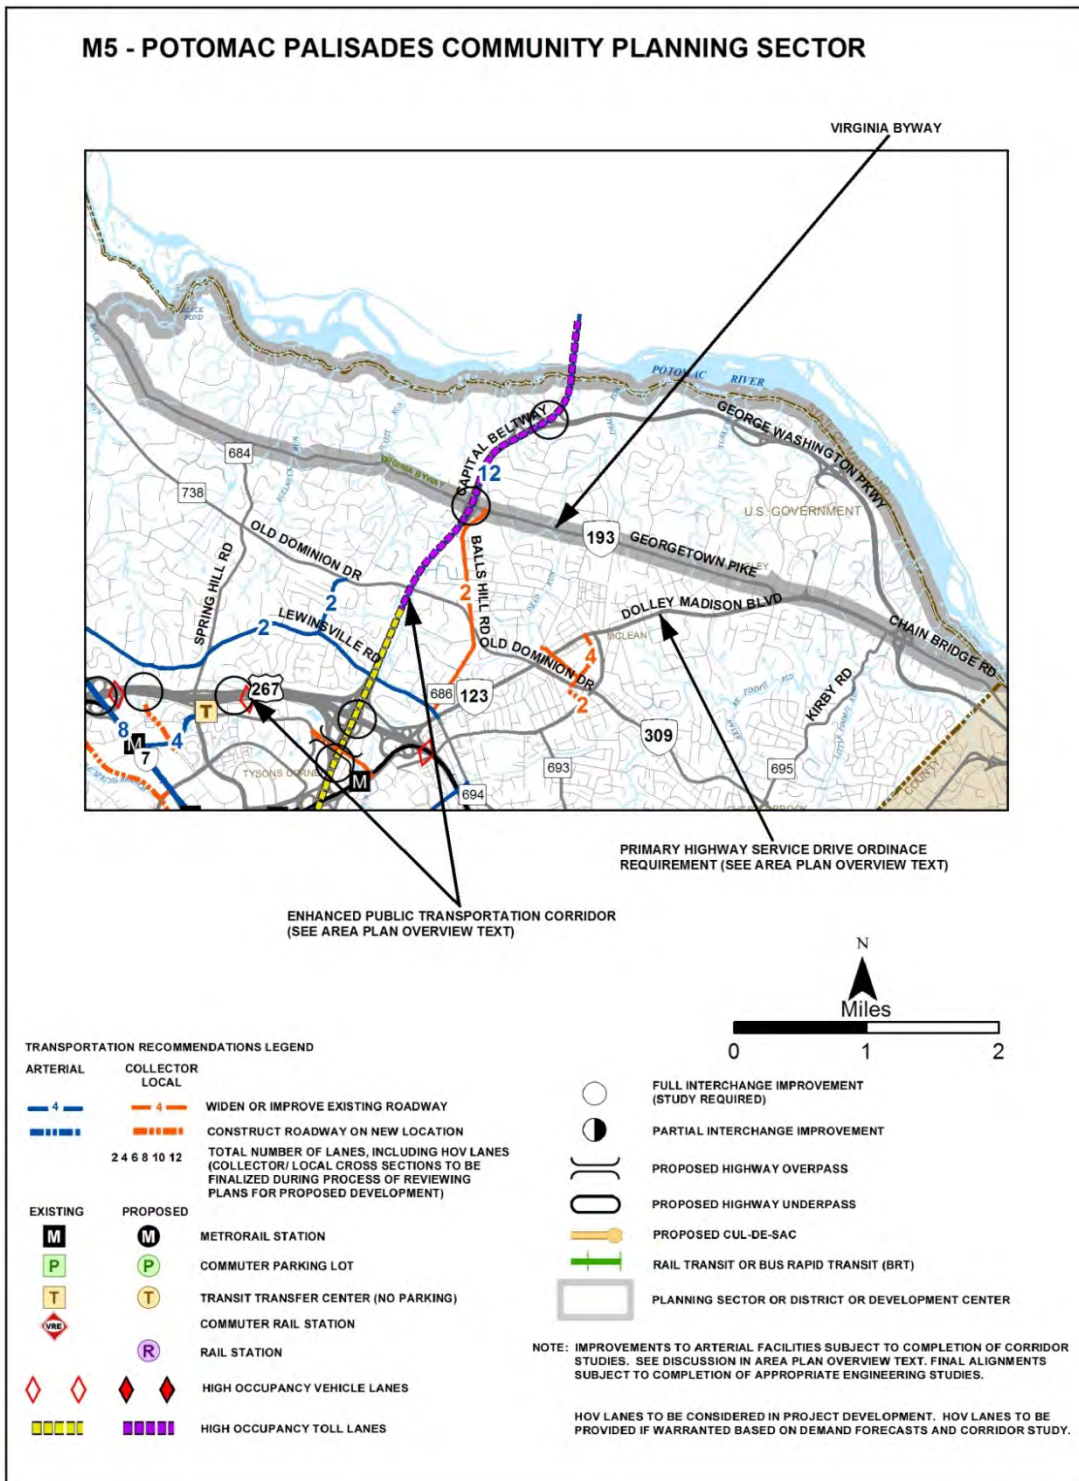 M5 - POTOMAC PALISADES COMMUNITY PLANNING SECTOR
VIRGINIA BYWAY
BLACK
POND
RUN
POTOMAC RIVER
GEORGE WASHINGTON PKWY
CAPITAL BELTWAY
VIRGINIA BYWAY
12
684
738
U.S. GOVERNMENT
193
GEORGETOWN PIKE
OLD DOMINION DR
SPRING HILL RD
BALLS HILL RD
2
2
2
LEWINSVILLE RD
DOLLEY MADISON BLVD
MCLEAN
OLD DOMINION DR
4
2
CHAIN BRIDGE RD
KIRBY RD
267
686
123
T
8
M
7
4
309
TYSONS CORNER
M
693
695
694
COUNTY
PRIMARY HIGHWAY SERVICE DRIVE ORDINACE
REQUIREMENT (SEE AREA PLAN OVERVIEW TEXT)
ENHANCED PUBLIC TRANSPORTATION CORRIDOR
(SEE AREA PLAN OVERVIEW TEXT)
N
Miles
0 1 2
TRANSPORTATION RECOMMENDATIONS LEGEND
ARTERIAL COLLECTOR
LOCAL
4 4 WIDEN OR IMPROVE EXISTING ROADWAY
CONSTRUCT ROADWAY ON NEW LOCATION
2 4 6 8 10 12 TOTAL NUMBER OF LANES, INCLUDING HOV LANES
(COLLECTOR/ LOCAL CROSS SECTIONS TO BE
FINALIZED DURING PROCESS OF REVIEWING
PLANS FOR PROPOSED DEVELOPMENT)
EXISTING PROPOSED
M M METRORAIL STATION
P P COMMUTER PARKING LOT
T T TRANSIT TRANSFER CENTER (NO PARKING)
VRE COMMUTER RAIL STATION
R RAIL STATION
HIGH OCCUPANCY VEHICLE LANES
HIGH OCCUPANCY TOLL LANES
FULL INTERCHANGE IMPROVEMENT
(STUDY REQUIRED)
PARTIAL INTERCHANGE IMPROVEMENT
PROPOSED HIGHWAY OVERPASS
PROPOSED HIGHWAY UNDERPASS
PROPOSED CUL-DE-SAC
RAIL TRANSIT OR BUS RAPID TRANSIT (BRT)
PLANNING SECTOR OR DISTRICT OR DEVELOPMENT CENTER
NOTE: IMPROVEMENTS TO ARTERIAL FACILITIES SUBJECT TO COMPLETION OF CORRIDOR
STUDIES. SEE DISCUSSION IN AREA PLAN OVERVIEW TEXT. FINAL ALIGNMENTS
SUBJECT TO COMPLETION OF APPROPRIATE ENGINEERING STUDIES.
HOV LANES TO BE CONSIDERED IN PROJECT DEVELOPMENT. HOV LANES TO BE
PROVIDED IF WARRANTED BASED ON DEMAND FORECASTS AND CORRIDOR STUDY.